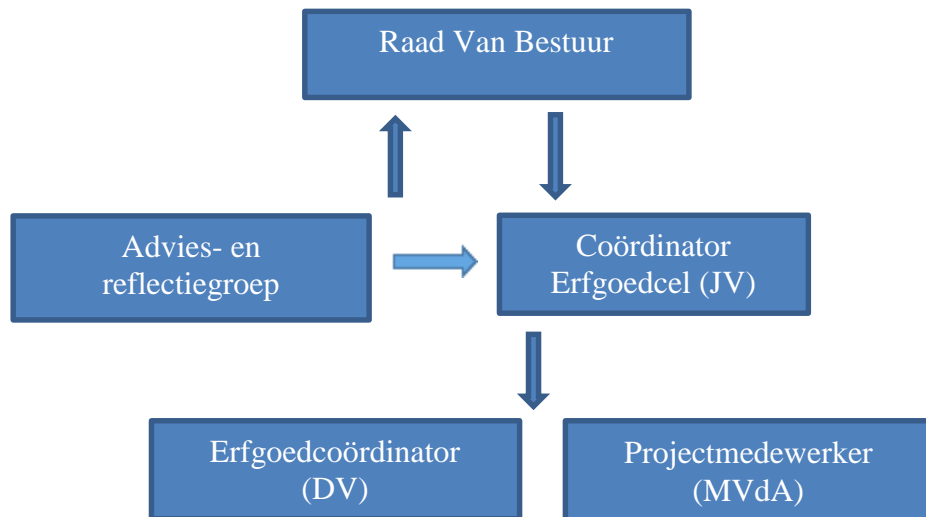 Raad Van Bestuur
Advies- en
reflectiegroep
Coördinator
Erfgoedcel (JV)
Erfgoedcoördinator
(DV)
Projectmedewerker
(MVdA)